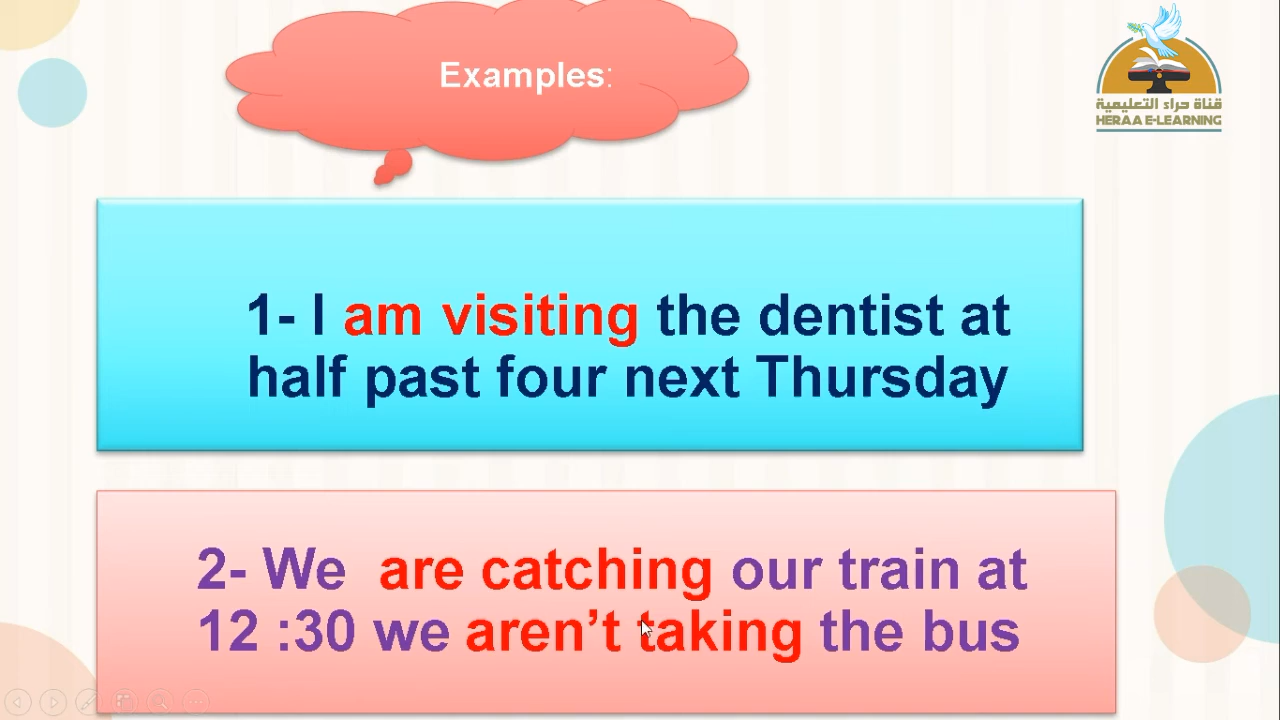 Examples:
قناة حراء التعليمية
HERAA E-LEARNING
1- I am visiting the dentist at
half past four next Thursday
2- We  are catching our train at
12 :30 we aren’t taking the bus